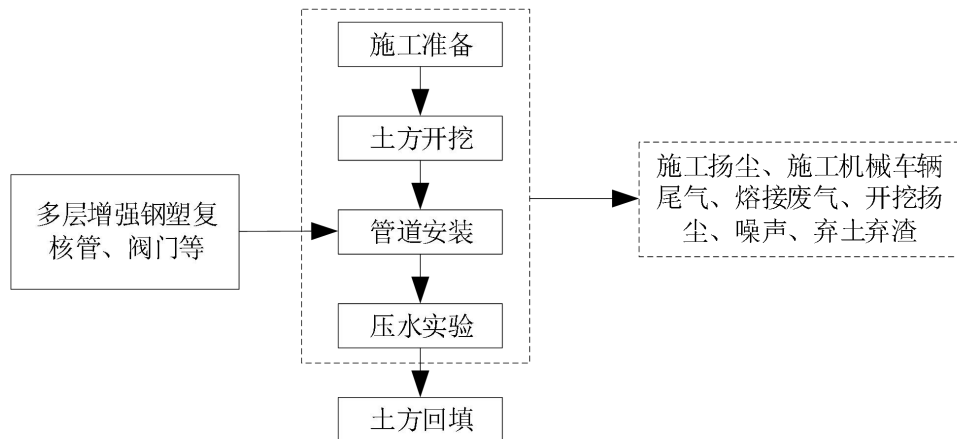 施工准备
土方开挖
多层增强钢塑复
核管、阀门等
管道安装
压水实验
土方回填
施工扬尘、施工机械车辆
尾气、熔接废气、开挖扬
尘、噪声、弃土弃渣